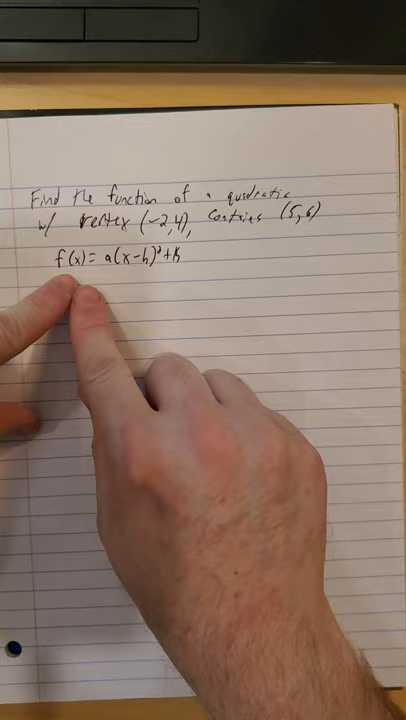 Find the function of a quadratic
w/ vertex (-2,4), contains (5,6)
f(x) = a(x-h)²+k